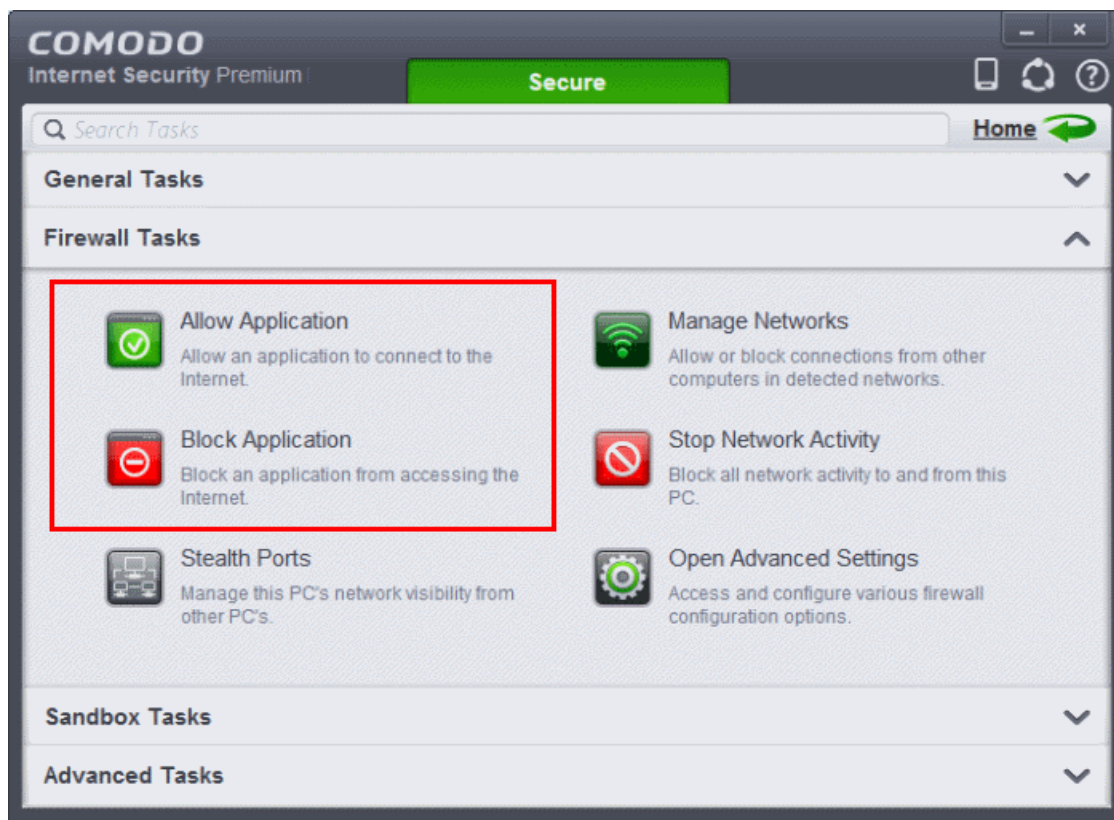 COMODO
Internet Security Premium
Secure
Search Tasks
Home
General Tasks
Firewall Tasks
Allow Application
Allow an application to connect to the
Internet.
Manage Networks
Allow or block connections from other
computers in detected networks.
Block Application
Block an application from accessing the
Internet.
Stop Network Activity
Block all network activity to and from this
PC.
Stealth Ports
Manage this PC's network visibility from
other PC's.
Open Advanced Settings
Access and configure various firewall
configuration options.
Sandbox Tasks
Advanced Tasks